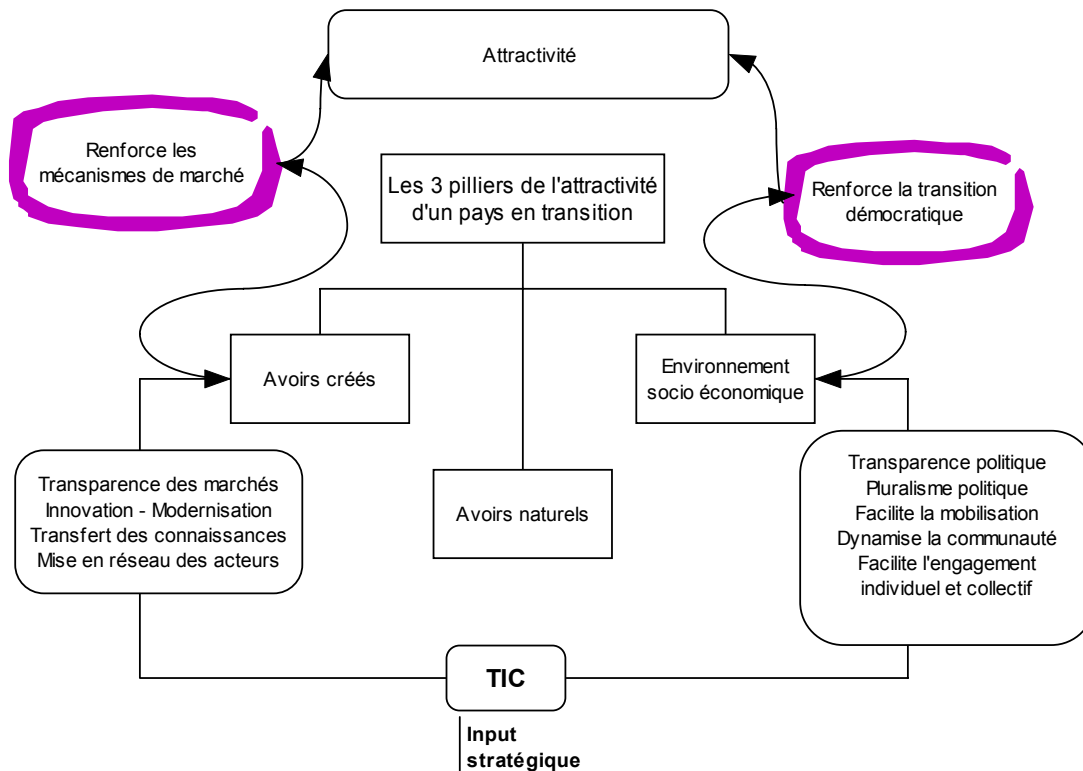 Attractivité
Renforce les
mécanismes de marché
Les 3 pilliers de l'attractivité
d'un pays en transition
Renforce la transition
démocratique
Avoirs créés
Environnement
socio économique
Transparence des marchés
Innovation - Modernisation
Transfert des connaissances
Mise en réseau des acteurs
Avoirs naturels
Transparence politique
Pluralisme politique
Facilite la mobilisation
Dynamise la communauté
Facilite l'engagement
individuel et collectif
TIC
Input
stratégique